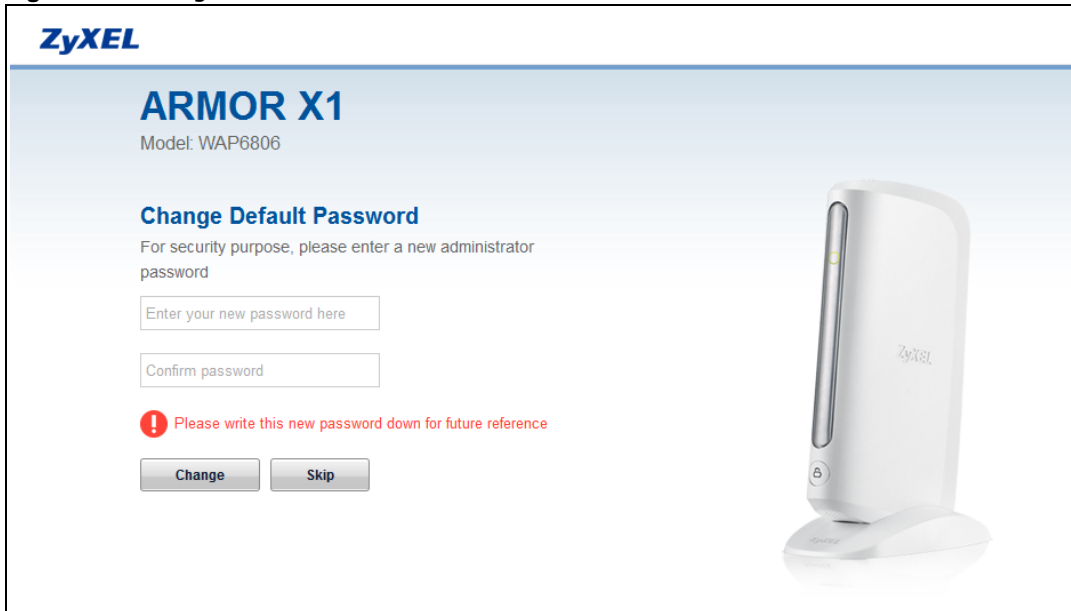 ZyXEL
ARMOR X1
Model: WAP6806
Change Default Password
For security purpose, please enter a new administrator
password
Enter your new password here
Confirm password
Please write this new password down for future reference
Change
Skip
ZyXEL